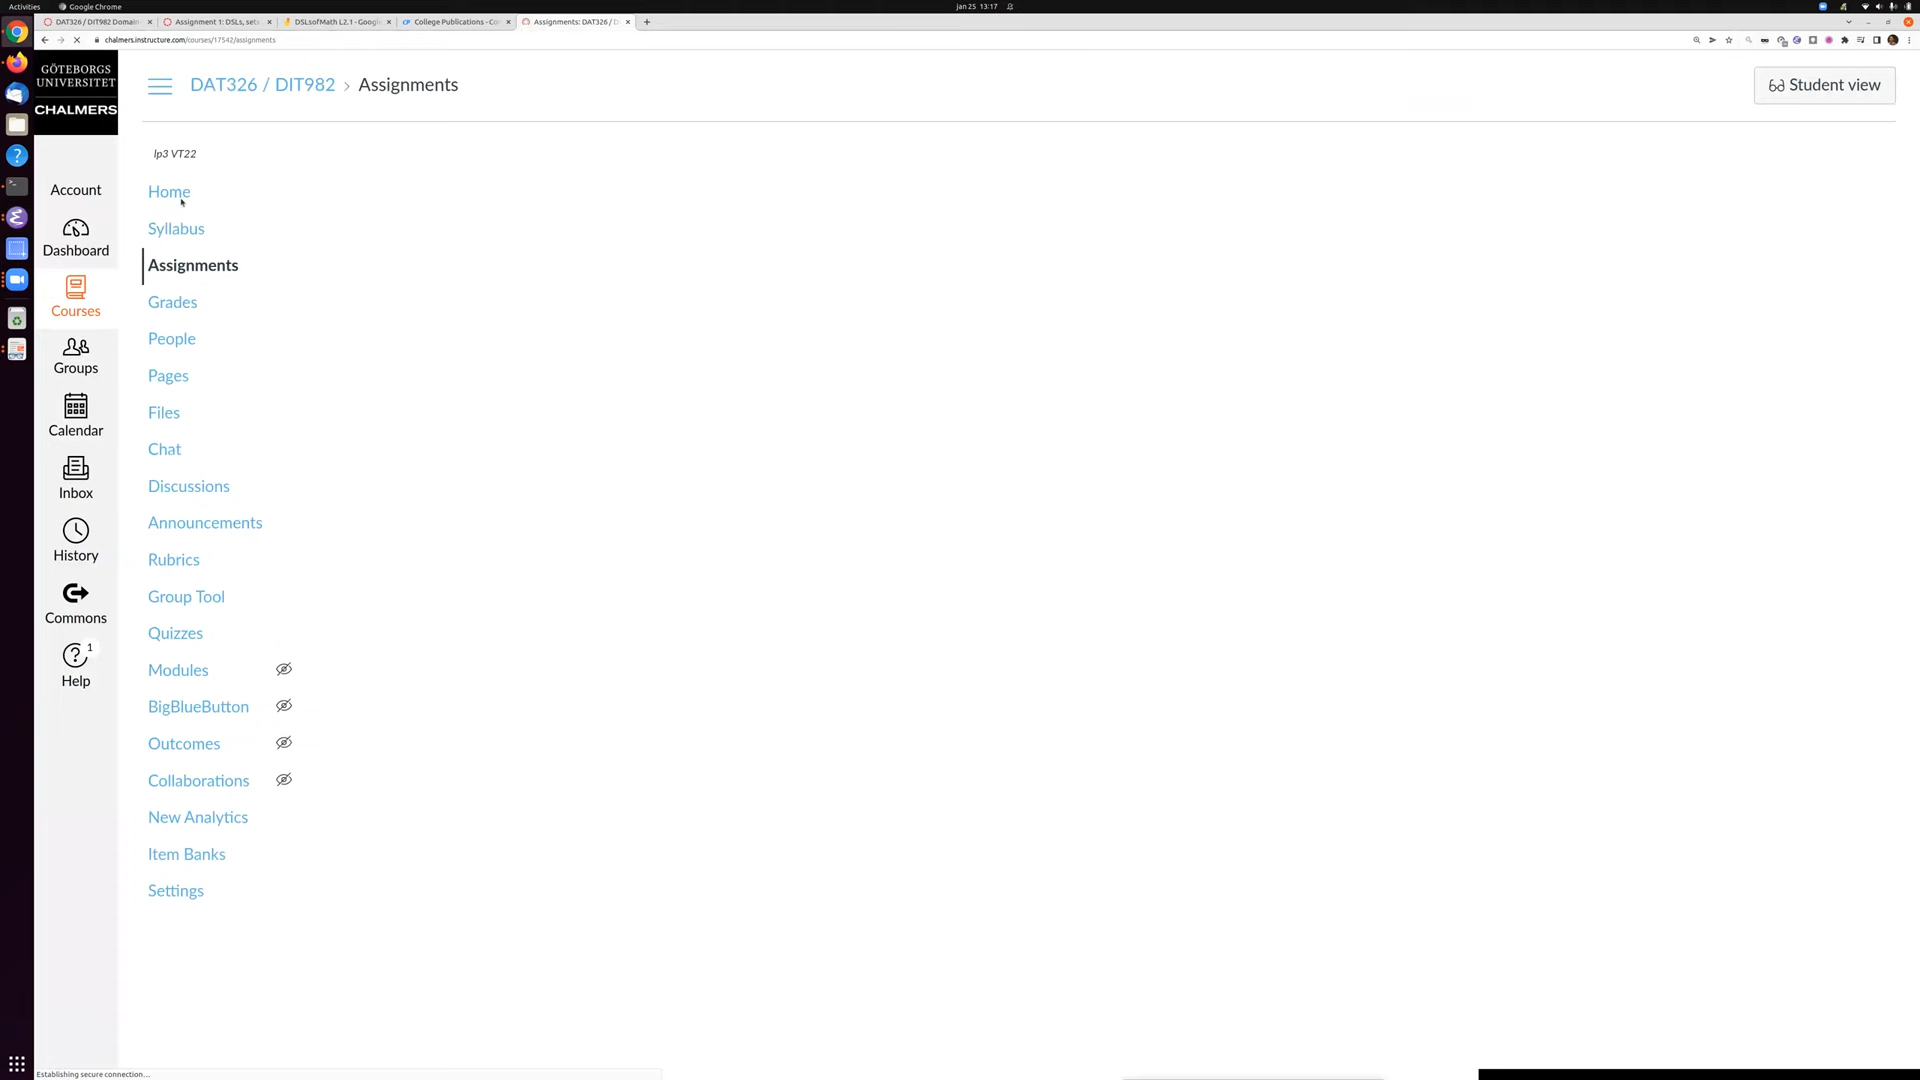 Activities
Google Chrome
jan 25 13:17
DAT326 / DIT982 Domain
Assignment 1: DSLs, sets
DSLsofMath L2.1 - Google
College Publications - Co
Assignments: DAT326 / D
chalmers.instructure.com/courses/17542/assignments
GÖTEBORGS
UNIVERSITET
CHALMERS
DAT326 / DIT982 › Assignments
Student view
lp3 VT22
Home
Syllabus
Assignments
Grades
People
Pages
Files
Chat
Discussions
Announcements
Rubrics
Group Tool
Quizzes
Modules
BigBlueButton
Outcomes
Collaborations
New Analytics
Item Banks
Settings
Account
Dashboard
Courses
Groups
Calendar
Inbox
History
Commons
1
Help
Establishing secure connection...